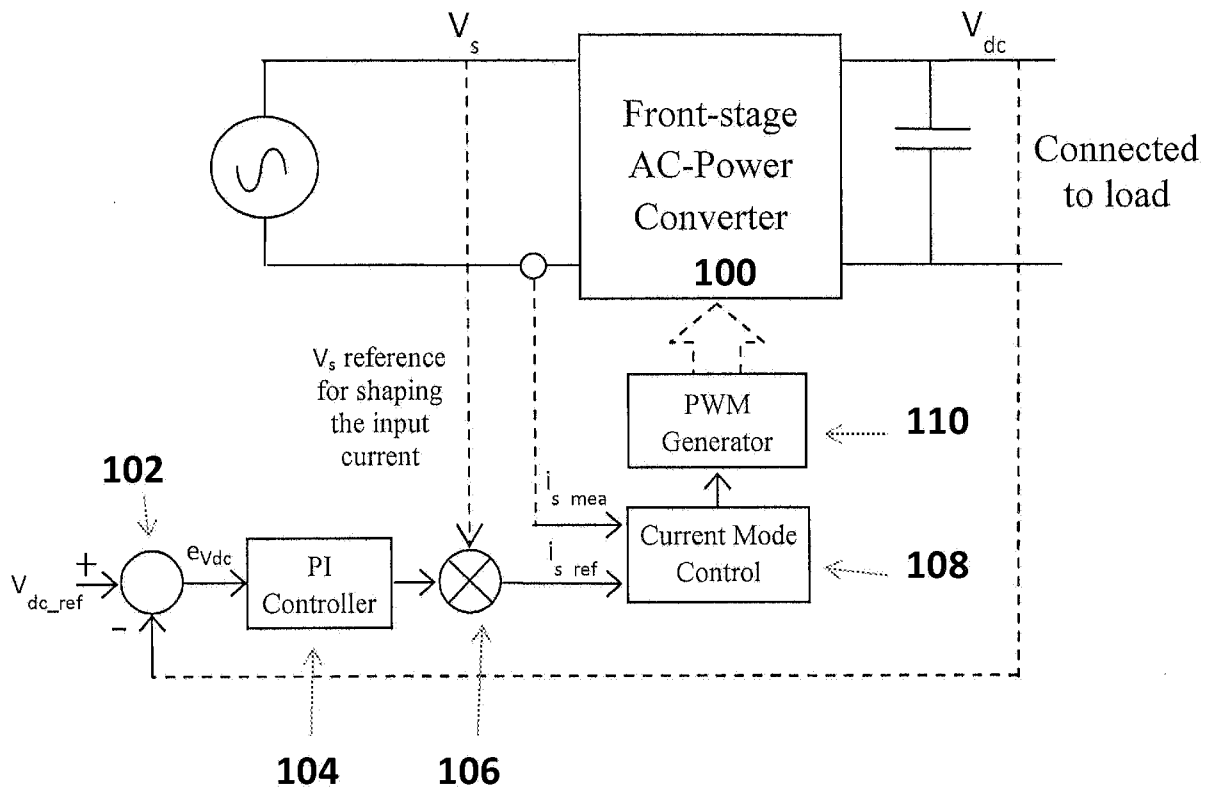 V_s
V_dc
Front-stage
AC-Power
Converter
100
Connected
to load
V_s reference
for shaping
the input
current
PWM
Generator
110
102
i_s mea
Current Mode
Control
108
i_s ref
e_Vdc
PI
Controller
+
V_dc_ref
-
104
106